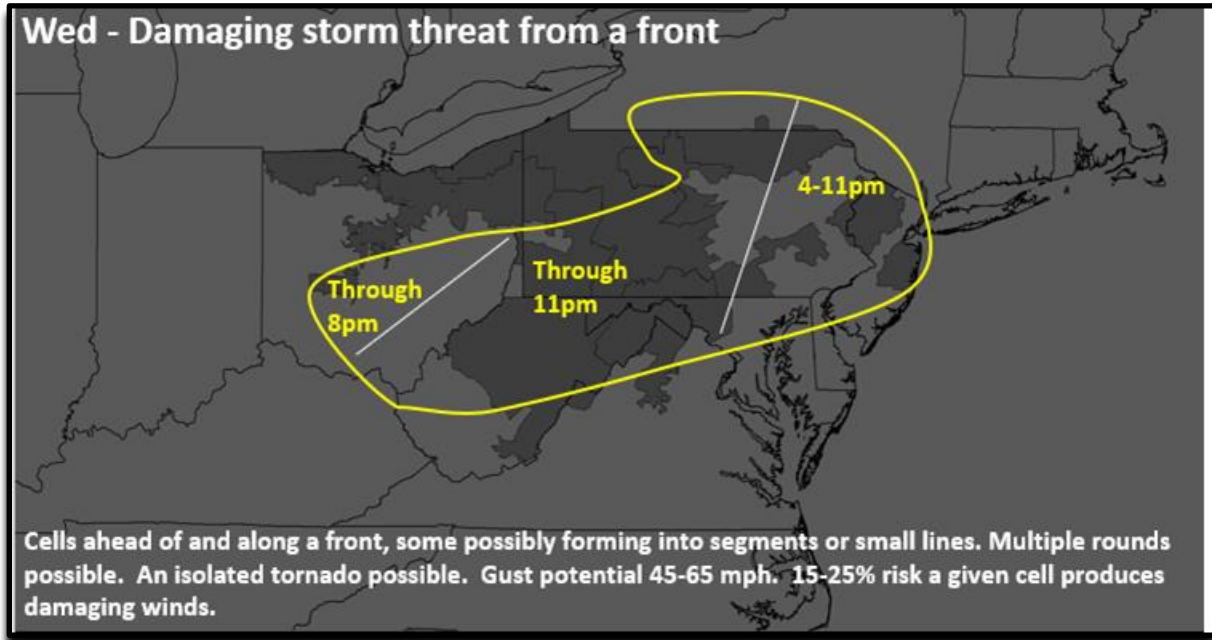 Wed - Damaging storm threat from a front
4-11pm
Through
11pm
Through
8pm
Cells ahead of and along a front, some possibly forming into segments or small lines. Multiple rounds
possible.  An isolated tornado possible.  Gust potential 45-65 mph.  15-25% risk a given cell produces
damaging winds.